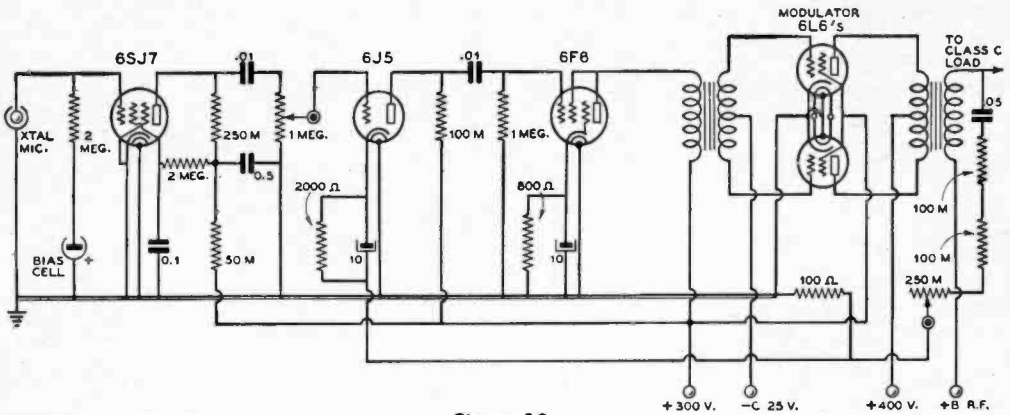 MODULATOR
6L6's
TO
CLASS C
LOAD
6SJ7
.01
6J5
.01
6F6
.05
XTAL
MIC.
2
MEG.
250 M
1 MEG.
100 M
1 MEG.
2 MEG.
0.5
2000 Ω
800 Ω
100 M
BIAS
CELL
+
0.1
50 M
10
10
100 Ω
100 M
250 M
+300 V.
-C 25 V.
+400 V.
+B R.F.